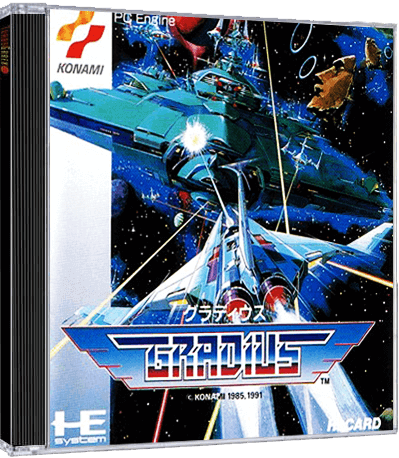 KONAMI
PC Engine
グラディウス
GRADIUS
TM
© KONAMI 1985,1991
HE
SYSTEM
HuCARD